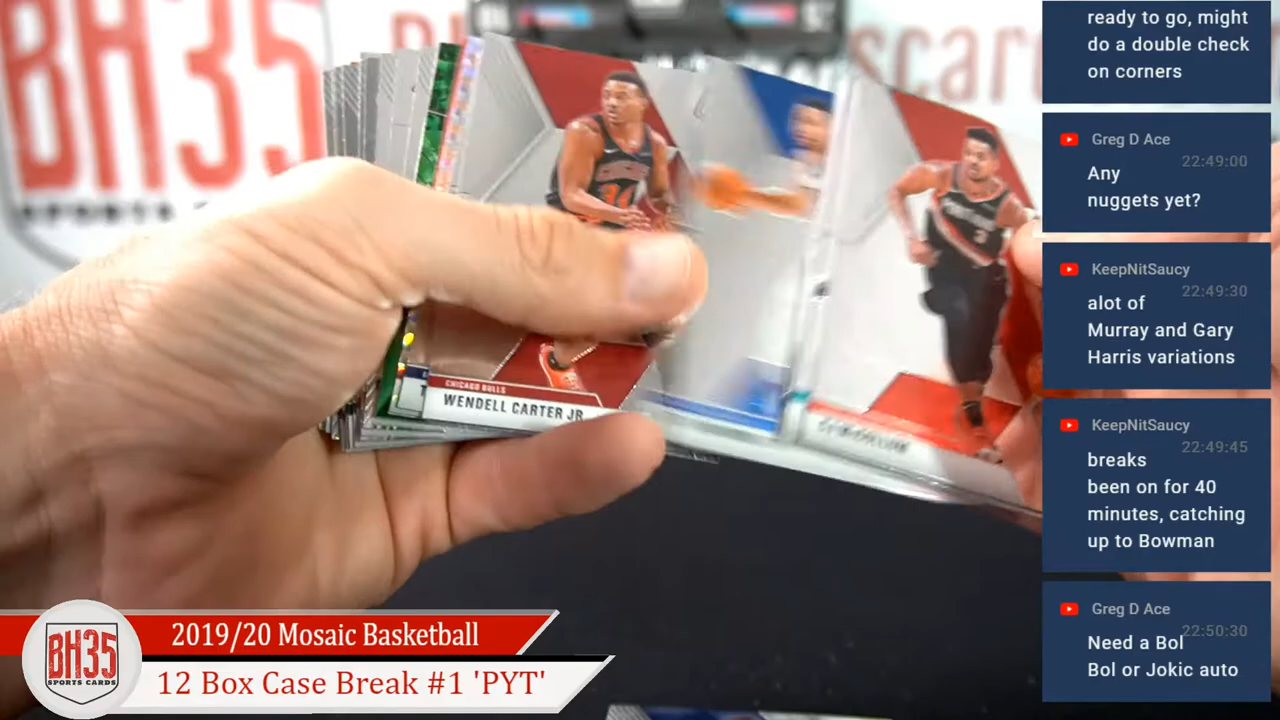 BH35
ready to go, might
do a double check
on corners
Greg D Ace
22:49:00
Any
nuggets yet?
KeepNitSaucy
22:49:30
alot of
Murray and Gary
Harris variations
KeepNitSaucy
22:49:45
breaks
been on for 40
minutes, catching
up to Bowman
Greg D Ace
22:50:30
Need a Bol
Bol or Jokic auto
CHICAGO BULLS
WENDELL CARTER JR.
3
BH35
SPORTS CARDS
2019/20 Mosaic Basketball
12 Box Case Break #1 'PYT'